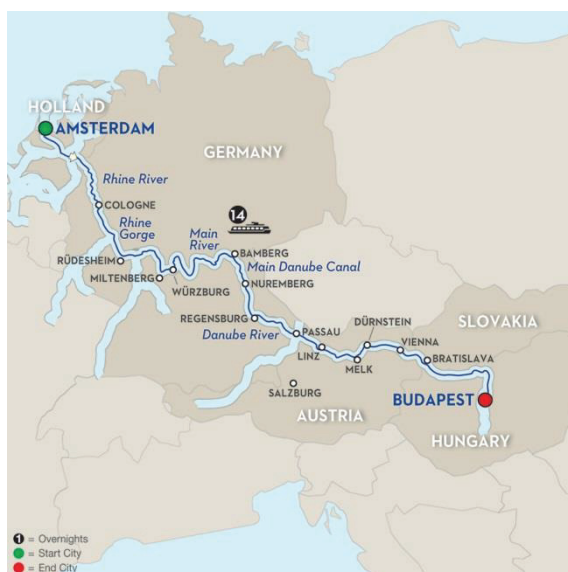 HOLLAND
AMSTERDAM
GERMANY
Rhine River
COLOGNE
Rhine
Gorge
14
Main
River
BAMBERG
RÜDESHEIM
Main Danube Canal
MILTENBERG
NUREMBERG
WÜRZBURG
REGENSBURG
DÜRNSTEIN
SLOVAKIA
Danube River
PASSAU
VIENNA
LINZ
BRATISLAVA
MELK
SALZBURG
BUDAPEST
AUSTRIA
HUNGARY
1 = Overnights
= Start City
= End City